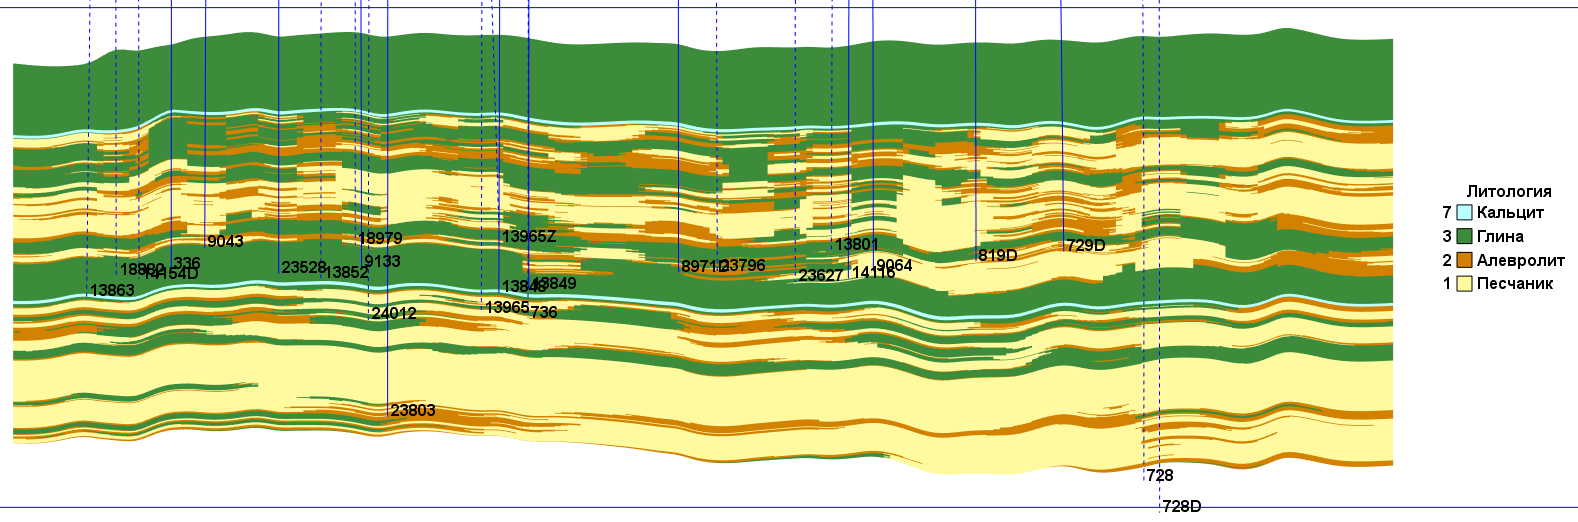 Литология
7 Кальцит
3 Глина
2 Алевролит
1 Песчаник
9043
18979
13965Z
13801
729D
819D
336
9133
23528
13852
23796
9064
14116
23627
13863
13849
24012
13965
736
23803
728
728D